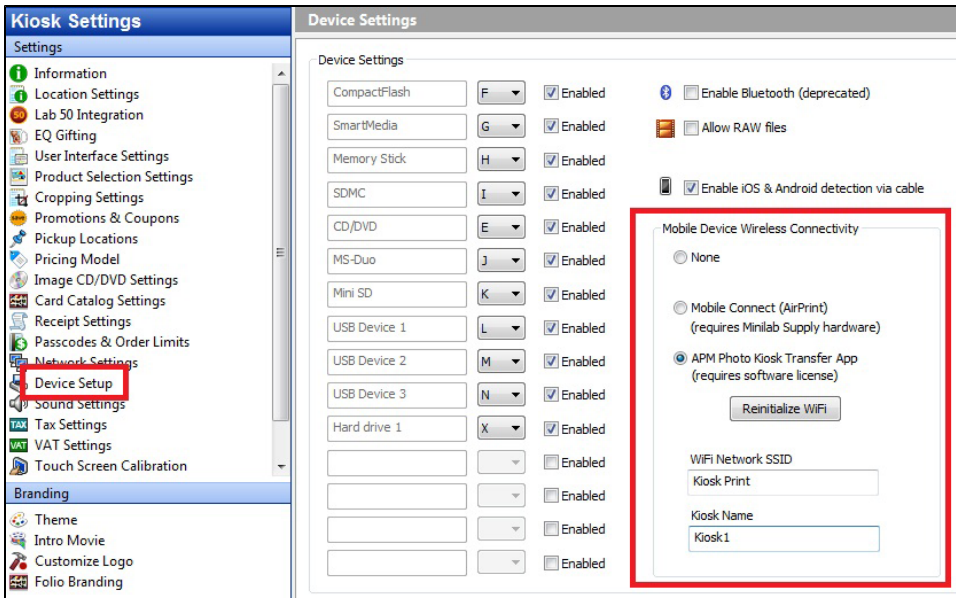 Kiosk Settings
Settings
Information
Location Settings
50 Lab 50 Integration
EQ Gifting
User Interface Settings
Product Selection Settings
Cropping Settings
save Promotions & Coupons
Pickup Locations
Pricing Model
Image CD/DVD Settings
Card Catalog Settings
Receipt Settings
Passcodes & Order Limits
Network Settings
Device Setup
Sound Settings
TAX Tax Settings
VAT VAT Settings
Touch Screen Calibration
Branding
Theme
Intro Movie
Customize Logo
Folio Branding
Device Settings
Device Settings
CompactFlash F Enabled
SmartMedia G Enabled
Memory Stick H Enabled
SDMC I Enabled
CD/DVD E Enabled
MS-Duo J Enabled
Mini SD K Enabled
USB Device 1 L Enabled
USB Device 2 M Enabled
USB Device 3 N Enabled
Hard drive 1 X Enabled
Enabled
Enabled
Enabled
Enabled
Enable Bluetooth (deprecated)
Allow RAW files
Enable iOS & Android detection via cable
Mobile Device Wireless Connectivity
None
Mobile Connect (AirPrint)
(requires Minilab Supply hardware)
APM Photo Kiosk Transfer App
(requires software license)
Reinitialize WiFi
WiFi Network SSID
Kiosk Print
Kiosk Name
Kiosk1